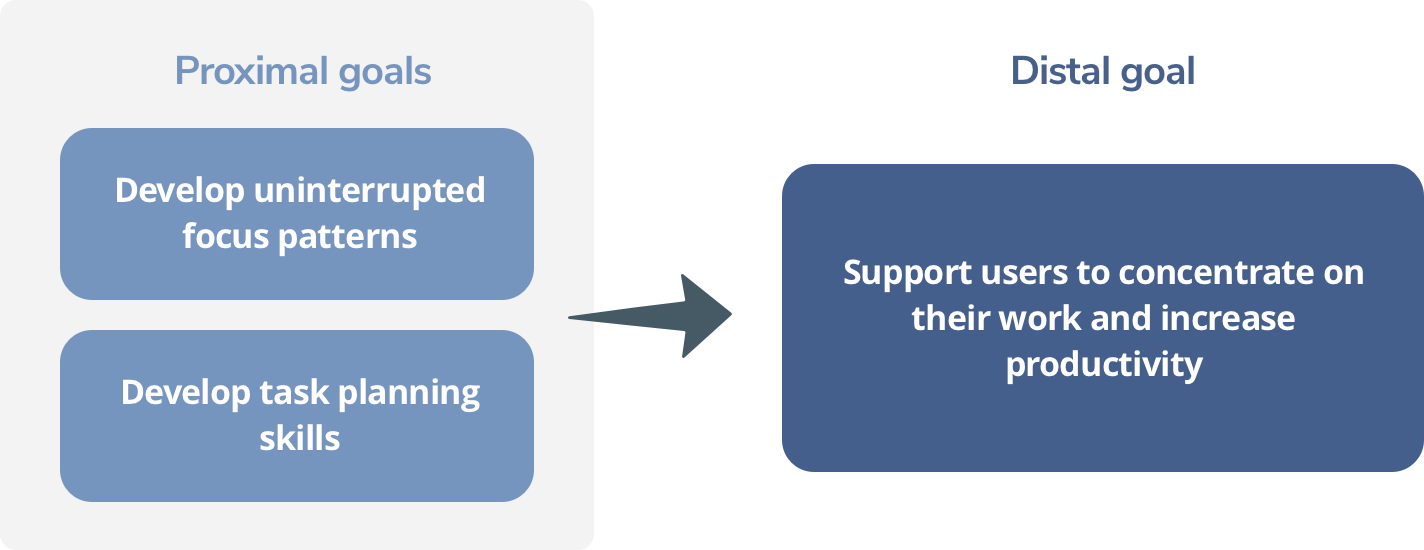 Proximal goals
Develop uninterrupted
focus patterns
Develop task planning
skills
Distal goal
Support users to concentrate on
their work and increase
productivity